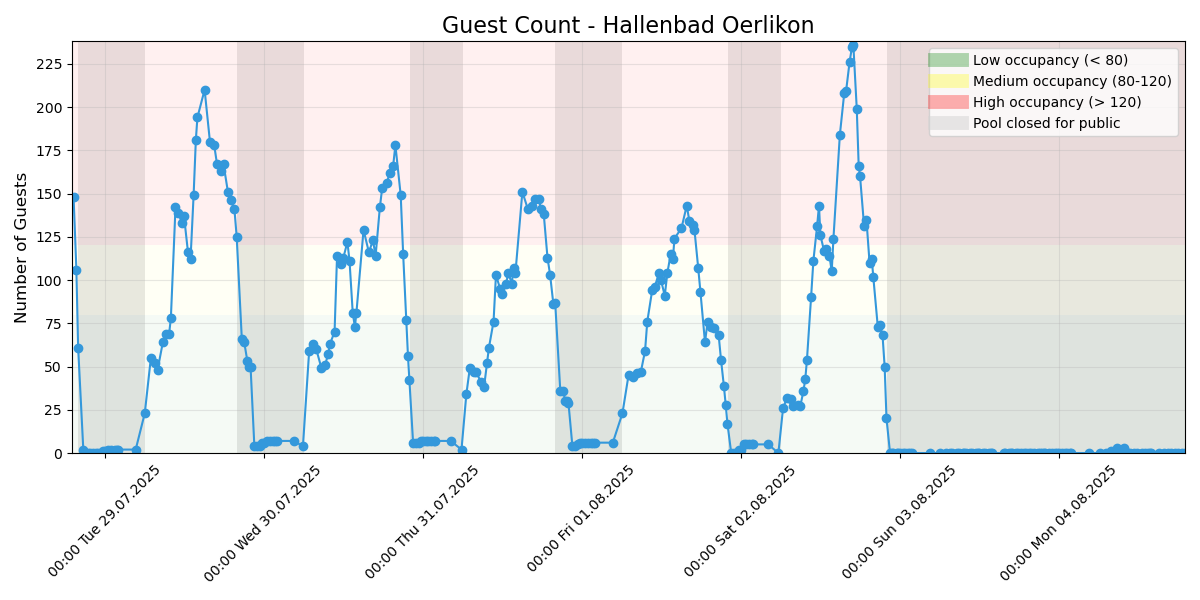 Guest Count - Hallenbad Oerlikon
Number of Guests
225
200
175
150
125
100
75
50
25
0
Low occupancy (< 80)
Medium occupancy (80-120)
High occupancy (> 120)
Pool closed for public
00:00 Tue 29.07.2025
00:00 Wed 30.07.2025
00:00 Thu 31.07.2025
00:00 Fri 01.08.2025
00:00 Sat 02.08.2025
00:00 Sun 03.08.2025
00:00 Mon 04.08.2025